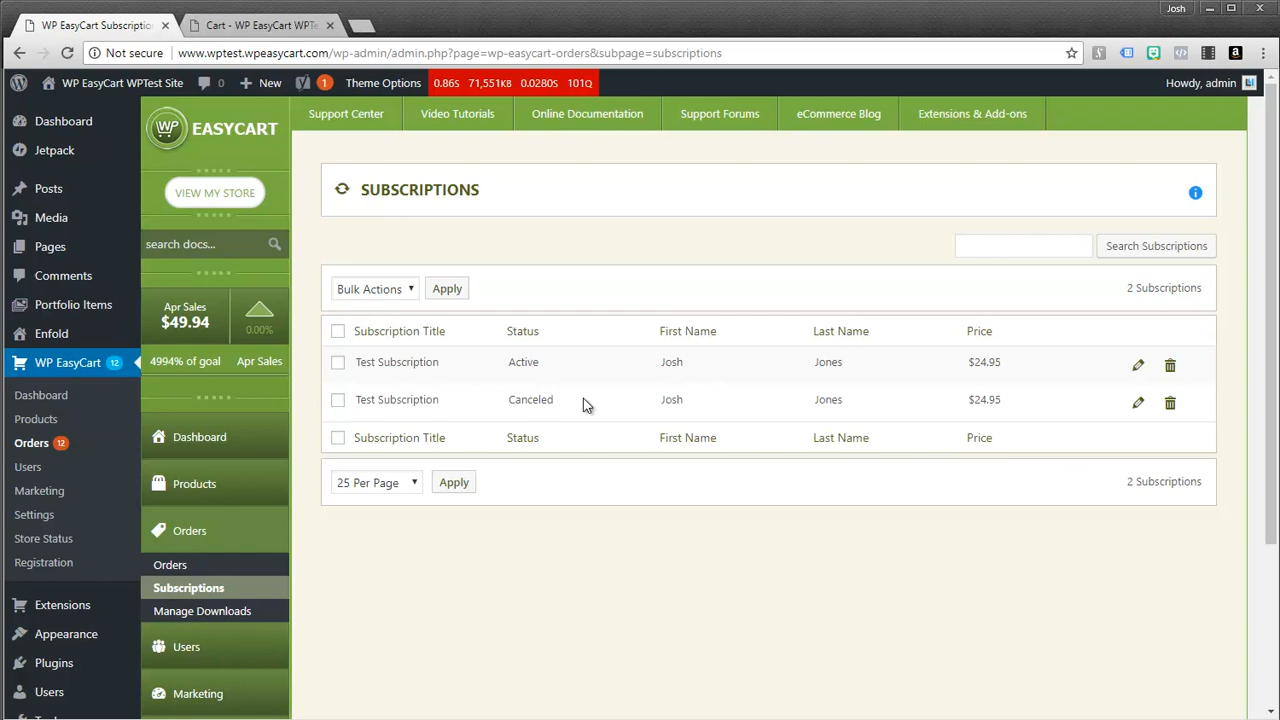 Josh
WP EasyCart Subscriptio
Cart - WP EasyCart WPTe
Not secure
www.wptest.wpeasycart.com/wp-admin/admin.php?page=wp-easycart-orders&subpage=subscriptions
WP EasyCart WPTest Site
0
New
1
Theme Options
0.86S 71,551KB 0.0280S 101Q
Howdy, admin
Dashboard
Jetpack
Posts
Media
Pages
Comments
Portfolio Items
Enfold
WP EasyCart 12
Dashboard
Products
Orders 12
Users
Marketing
Settings
Store Status
Registration
Extensions
Appearance
Plugins
Users
WP EASYCART
VIEW MY STORE
search docs...
Apr Sales
$49.94
0.00%
4994% of goal
Apr Sales
Dashboard
Products
Orders
Orders
Subscriptions
Manage Downloads
Users
Marketing
Support Center
Video Tutorials
Online Documentation
Support Forums
eCommerce Blog
Extensions & Add-ons
SUBSCRIPTIONS
Search Subscriptions
Bulk Actions
Apply
2 Subscriptions
Subscription Title Status First Name Last Name Price
Test Subscription Active Josh Jones $24.95
Test Subscription Canceled Josh Jones $24.95
Subscription Title Status First Name Last Name Price
25 Per Page
Apply
2 Subscriptions